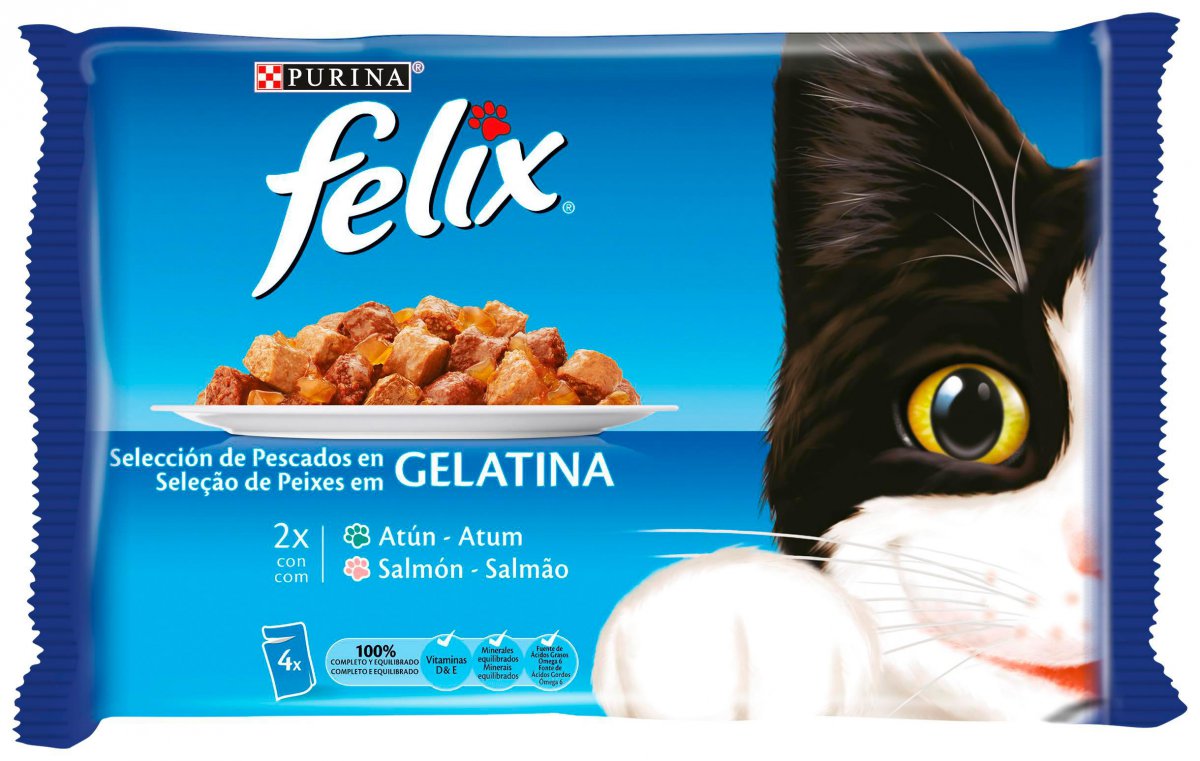 PURINA®
felix®
Selección de Pescados en
Seleção de Peixes em
GELATINA
2x
con
com
Atún - Atum
Salmón - Salmão
4x
100%
COMPLETO Y EQUILIBRADO
COMPLETO E EQUILIBRADO
Vitaminas
D & E
Minerales
equilibrados
Minerais
equilibrados
Fuente de
Ácidos Grasos
Omega 6
Fonte de
Ácidos Gordos
Ómega 6